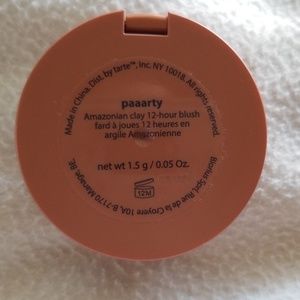 Made in China. Dist. by tarte™, inc. NY 10018. All rights reserved.
paaarty
Amazonian clay 12-hour blush
fard à joues 12 heures en
argile Amazonienne
net wt 1.5 g / 0.05 Oz.
12M
Bionius Sprl, Rue de la Croyere 10A, B-7170 Manage, BE.